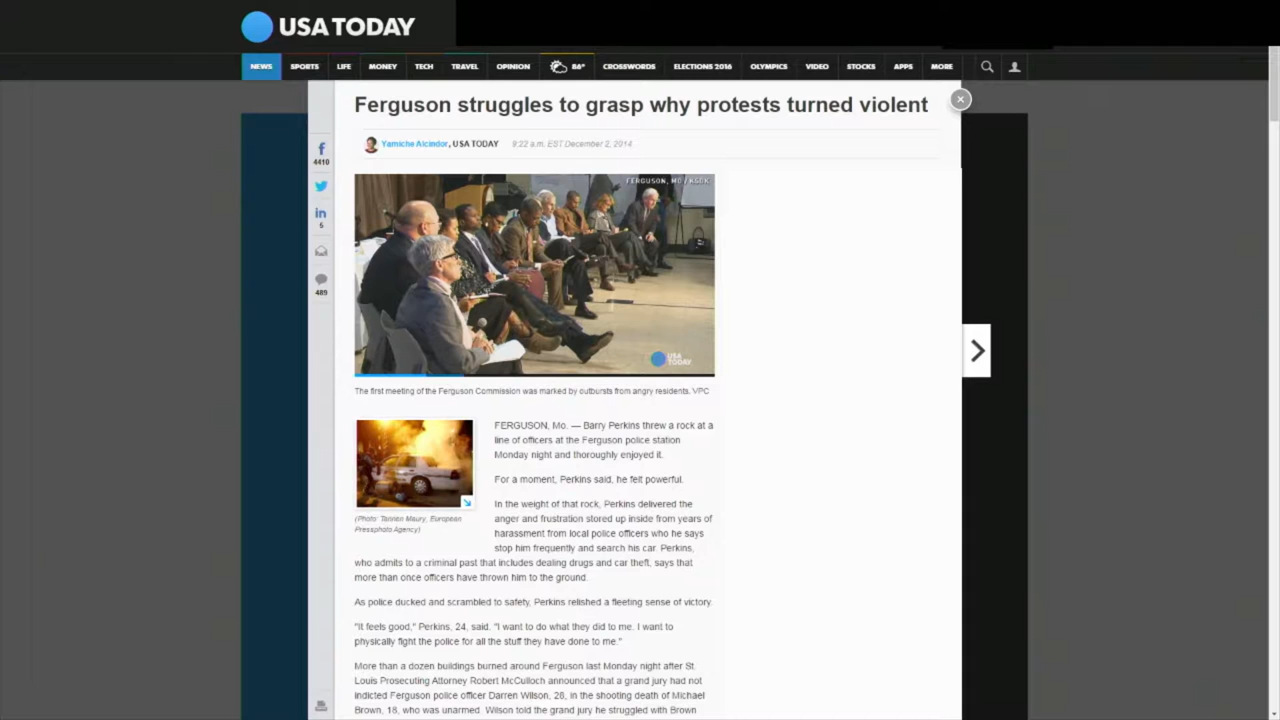 USA TODAY
NEWS SPORTS LIFE MONEY TECH TRAVEL OPINION 86° CROSSWORDS ELECTIONS 2016 OLYMPICS VIDEO STOCKS APPS MORE
Ferguson struggles to grasp why protests turned violent
Yamiche Alcindor, USA TODAY 9:22 a.m. EST December 2, 2014
4410
in
5
489
FERGUSON, MO / KSDK
USA
TODAY
The first meeting of the Ferguson Commission was marked by outbursts from angry residents. VPC
(Photo: Tannen Maury, European
Pressphoto Agency)
FERGUSON, Mo. — Barry Perkins threw a rock at a
line of officers at the Ferguson police station
Monday night and thoroughly enjoyed it.
For a moment, Perkins said, he felt powerful.
In the weight of that rock, Perkins delivered the
anger and frustration stored up inside from years of
harassment from local police officers who he says
stop him frequently and search his car. Perkins,
who admits to a criminal past that includes dealing drugs and car theft, says that
more than once officers have thrown him to the ground.
As police ducked and scrambled to safety, Perkins relished a fleeting sense of victory.
"It feels good," Perkins, 24, said. "I want to do what they did to me. I want to
physically fight the police for all the stuff they have done to me."
More than a dozen buildings burned around Ferguson last Monday night after St.
Louis Prosecuting Attorney Robert McCulloch announced that a grand jury had not
indicted Ferguson police officer Darren Wilson, 28, in the shooting death of Michael
Brown, 18, who was unarmed. Wilson told the grand jury he struggled with Brown